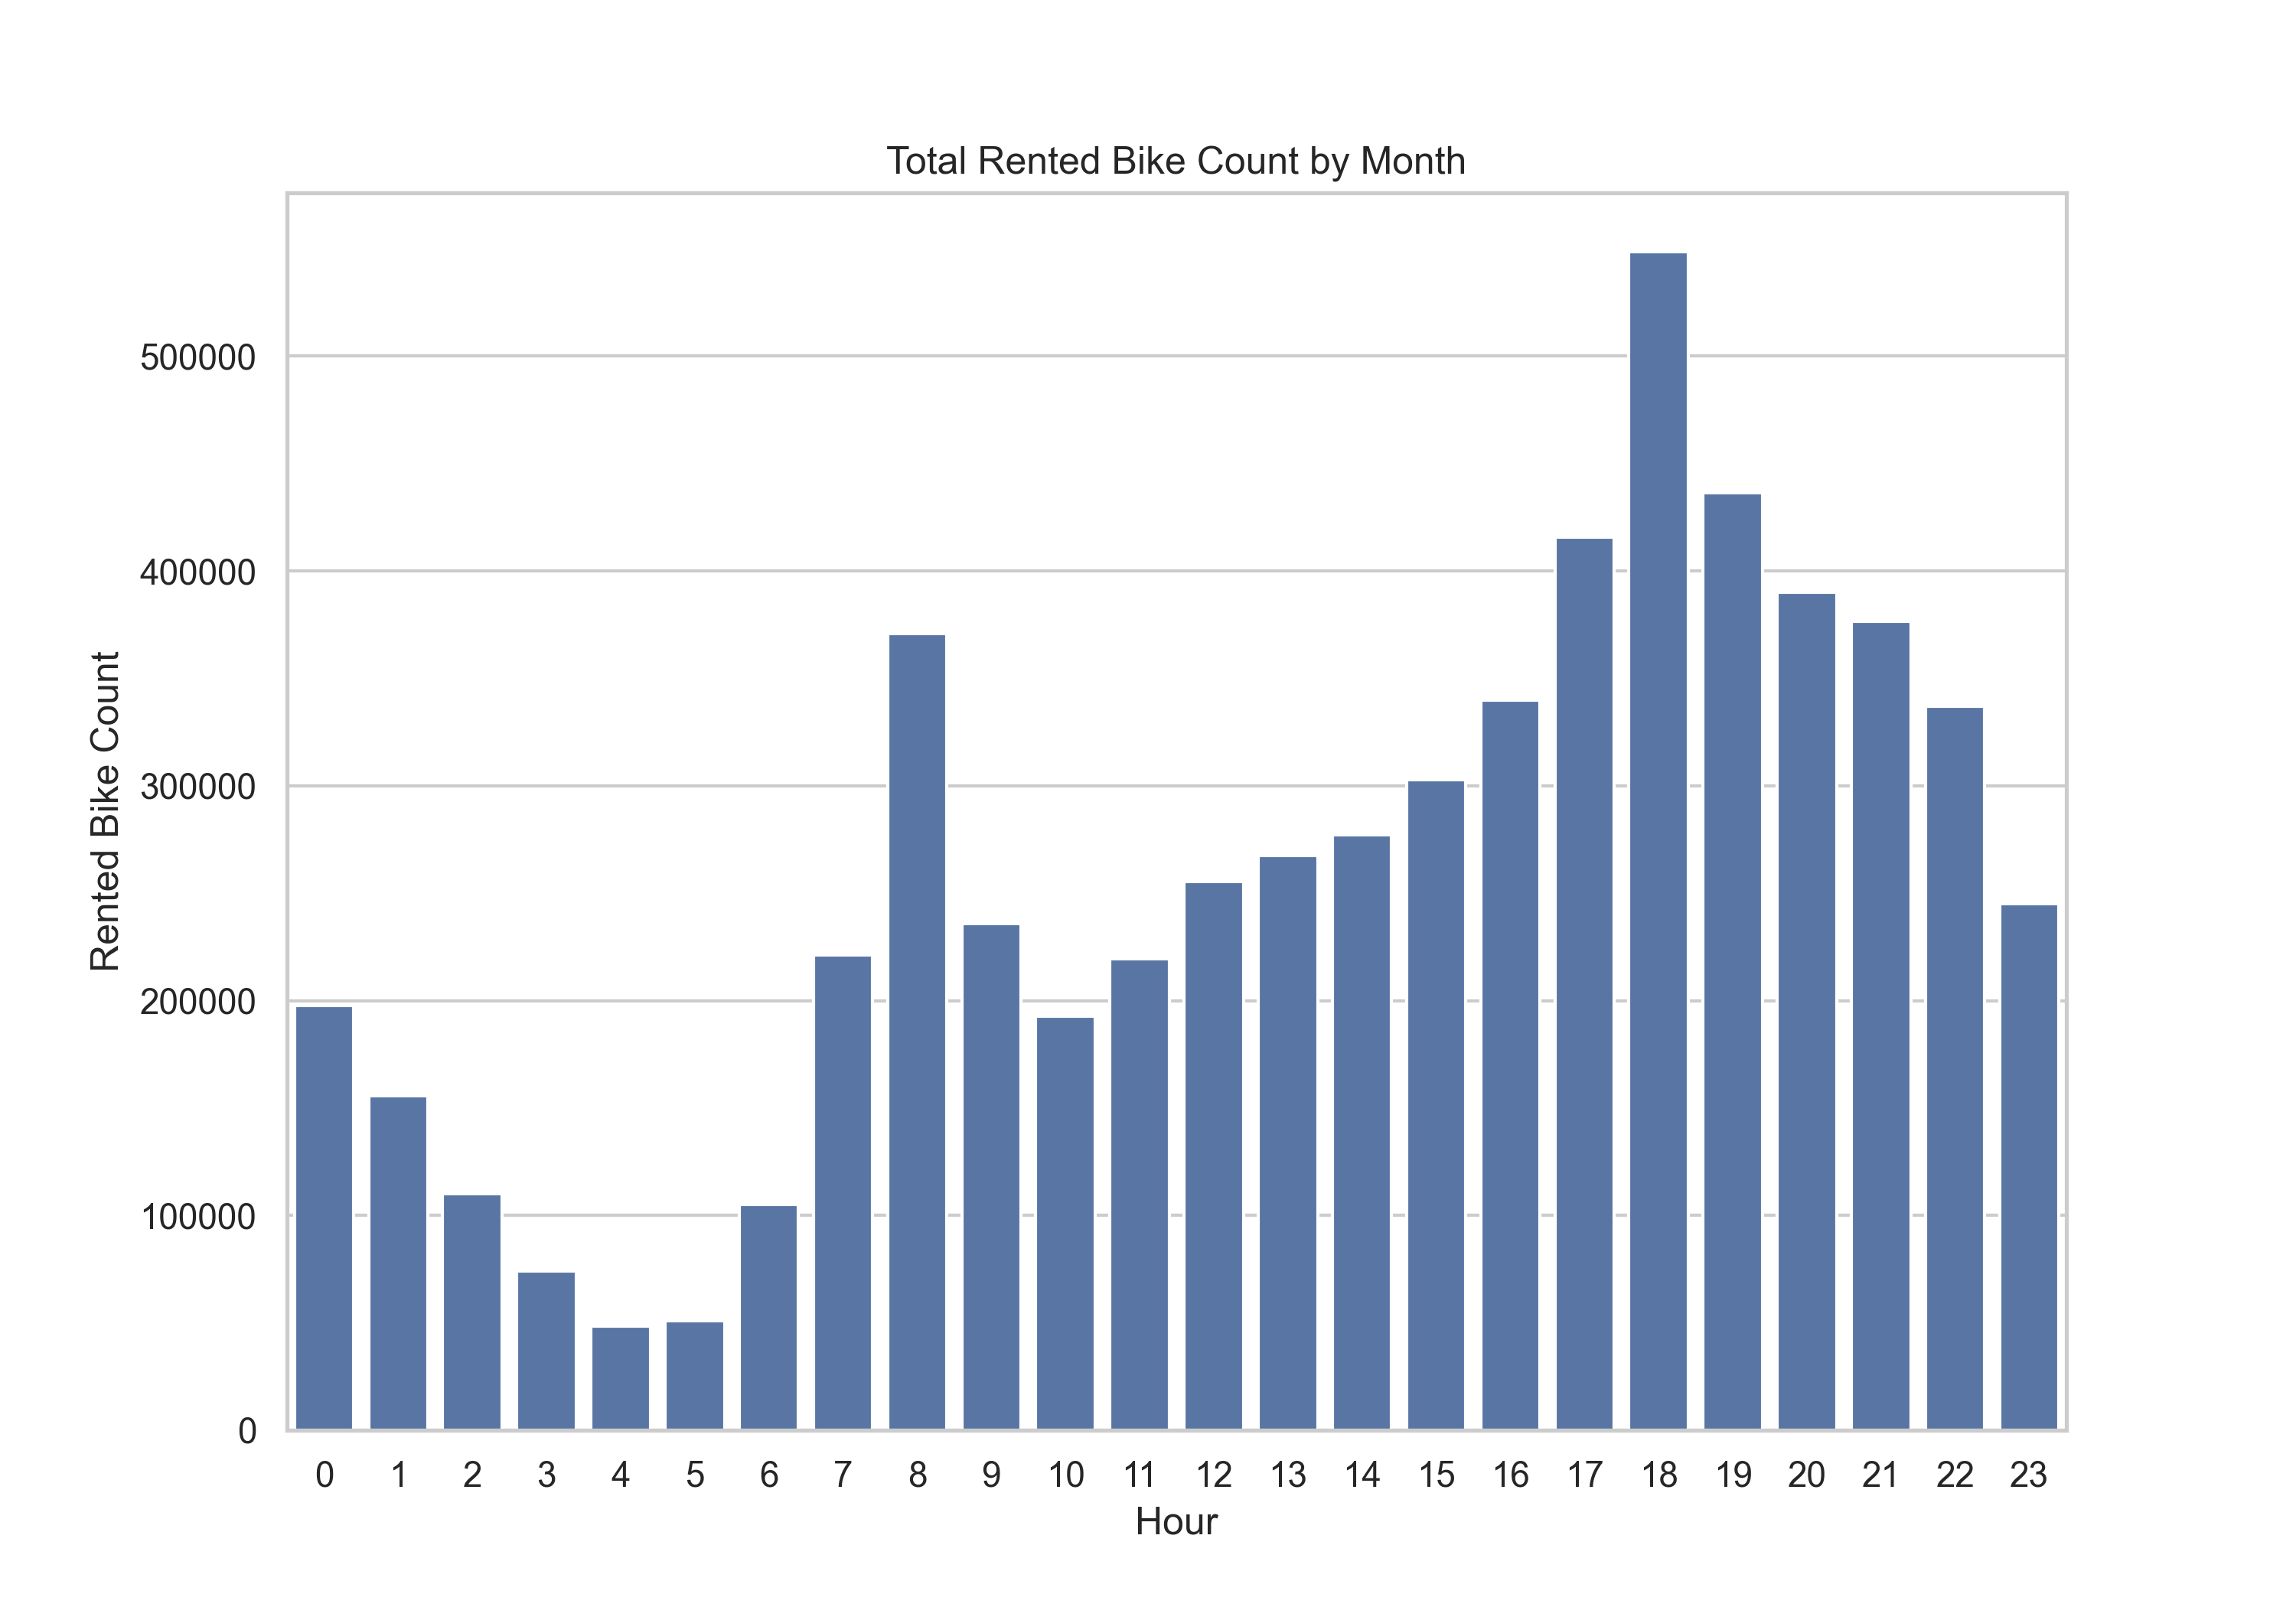 Total Rented Bike Count by Month
Rented Bike Count
500000
400000
300000
200000
100000
0
0 1 2 3 4 5 6 7 8 9 10 11 12 13 14 15 16 17 18 19 20 21 22 23
Hour